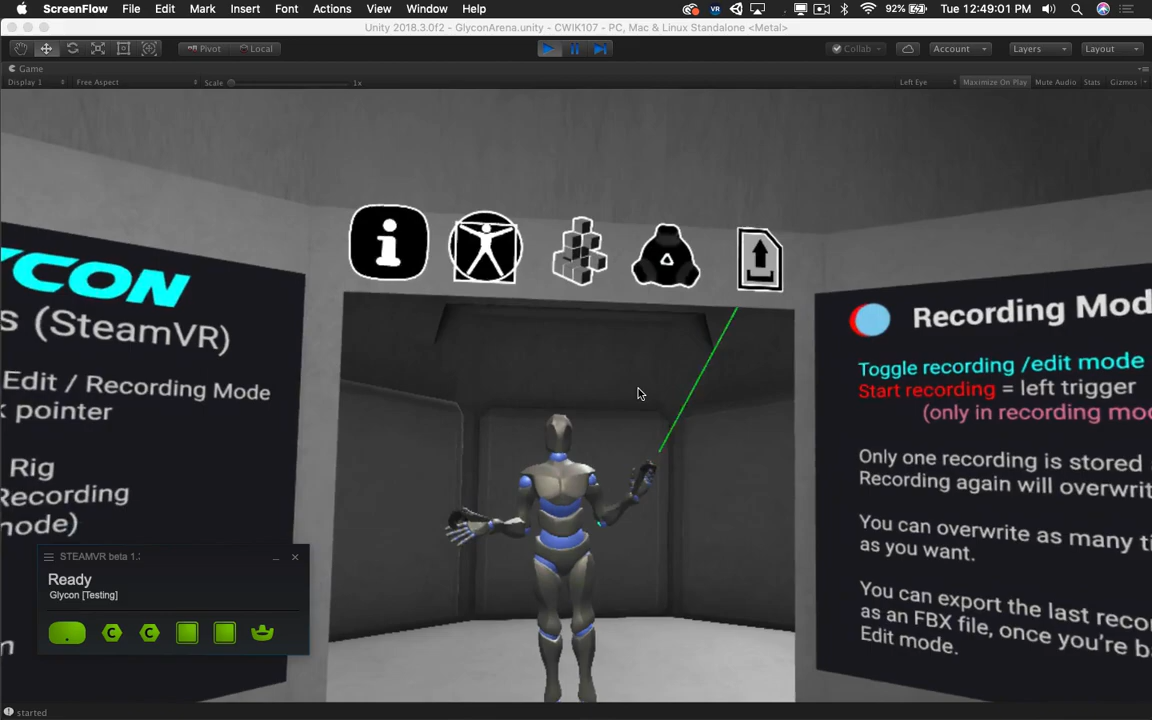 ScreenFlow File Edit Mark Insert Font Actions View Window Help 92% Tue 12:49:01 PM
Unity 2018.3.0f2 - GlyconArena.unity - CWIK107 - PC, Mac & Linux Standalone <Metal>
Pivot Local Collab Account Layers Layout
Game
Display 1 Free Aspect Scale 1x Left Eye Maximize On Play Mute Audio Stats Gizmos
YCON
s (SteamVR)
Edit / Recording Mode
k pointer
Rig
Recording
mode)
n
Recording Mod
Toggle recording /edit mode
Start recording = left trigger
(only in recording mo
Only one recording is stored
Recording again will overwrit
You can overwrite as many ti
as you want.
You can export the last reco
as an FBX file, once you're b
Edit mode.
STEAMVR beta 1.
Ready
Glycon [Testing]
started